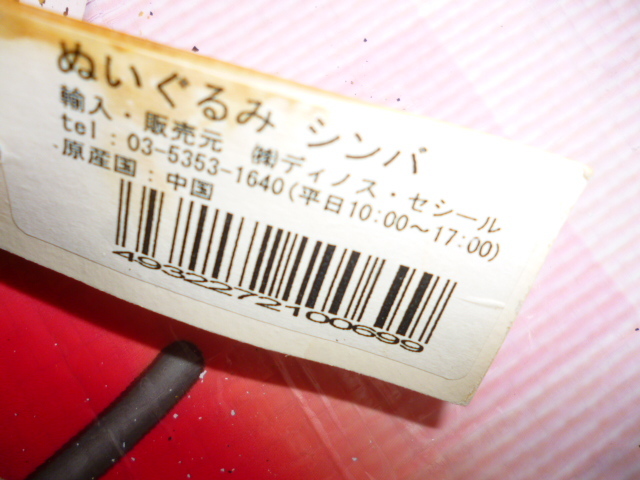 ぬいぐるみ シンバ
輸入・販売元 ㈱ディノス・セシール
tel:03-5353-1640(平日10:00〜17:00)
原産国:中国
4932272100699